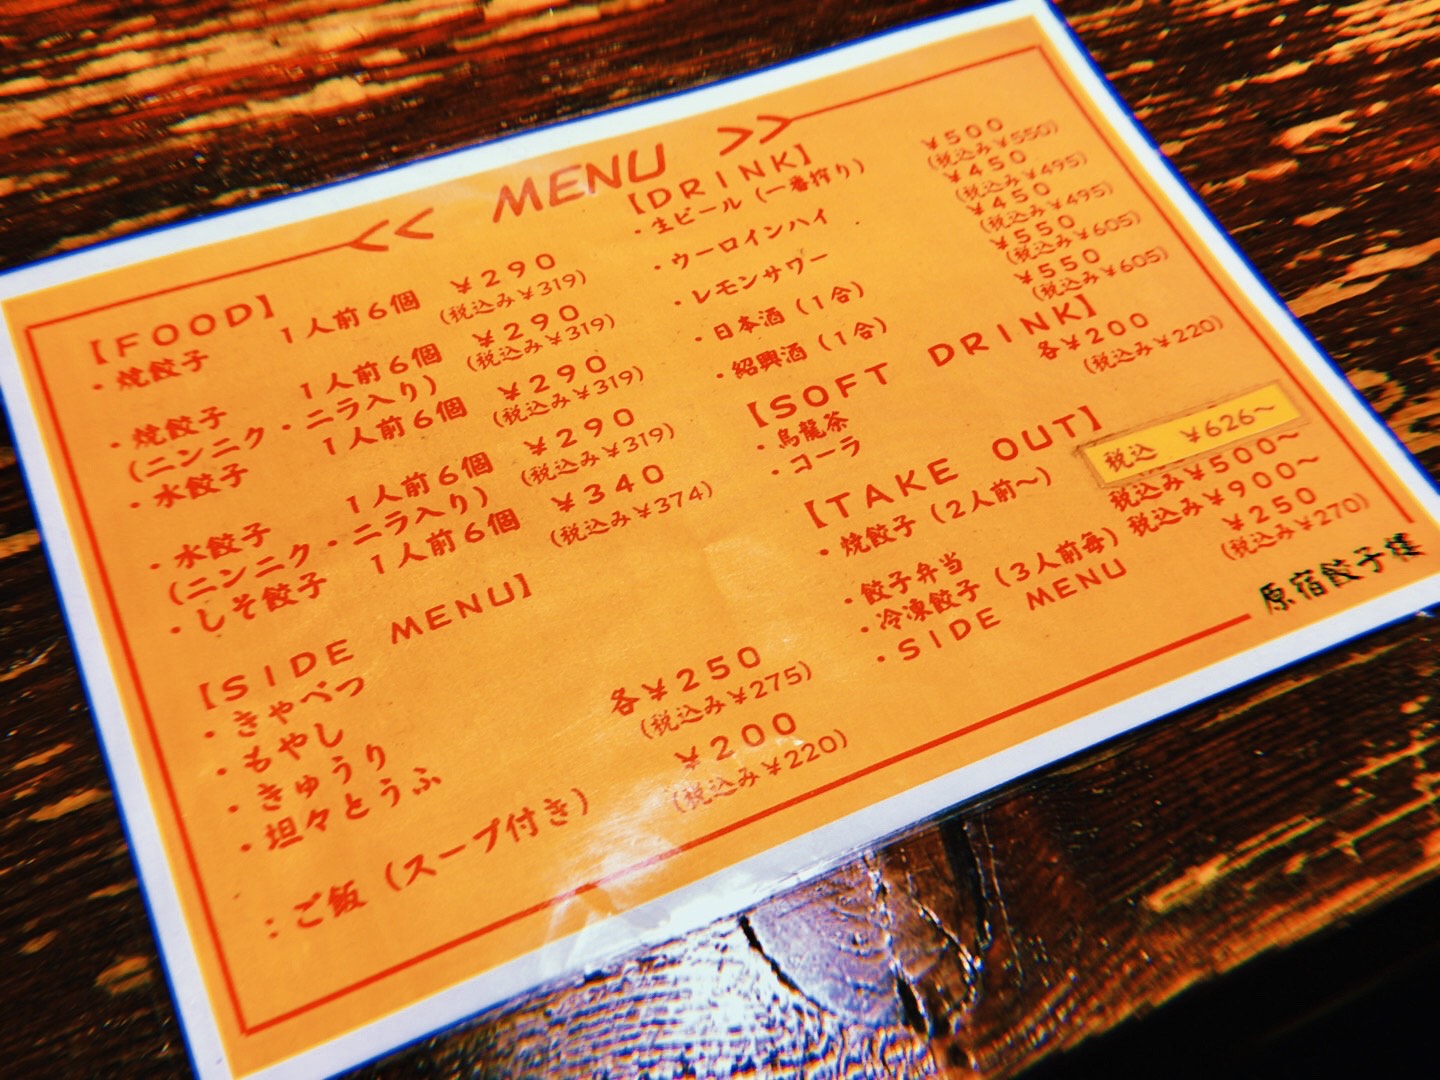 << MENU >>
【FOOD】
・焼餃子　1人前6個　¥290
(税込み¥319)
・焼餃子　1人前6個　¥290
(ニンニク・ニラ入り)　(税込み¥319)
・水餃子　1人前6個　¥290
(税込み¥319)
・水餃子　1人前6個　¥290
(ニンニク・ニラ入り)　(税込み¥319)
・しそ餃子　1人前6個　¥340
(税込み¥374)
【SIDE MENU】
・きゃべつ
・もやし
・きゅうり
・坦々とうふ　各¥250
(税込み¥275)
：ご飯（スープ付き）　¥200
(税込み¥220)
【DRINK】
・生ビール（一番搾り）　¥500
(税込み¥550)
・ウーロインハイ　¥450
(税込み¥495)
・レモンサワー　¥450
(税込み¥495)
・日本酒（1合）　¥550
(税込み¥605)
・紹興酒（1合）　¥550
(税込み¥605)
【SOFT DRINK】
・烏龍茶　各¥200
・コーラ　(税込み¥220)
【TAKE OUT】
・焼餃子（2人前～）　税込　¥626～
・餃子弁当　税込み¥500～
・冷凍餃子（3人前毎）　税込み¥900～
・SIDE MENU　¥250
(税込み¥270)
原宿餃子様